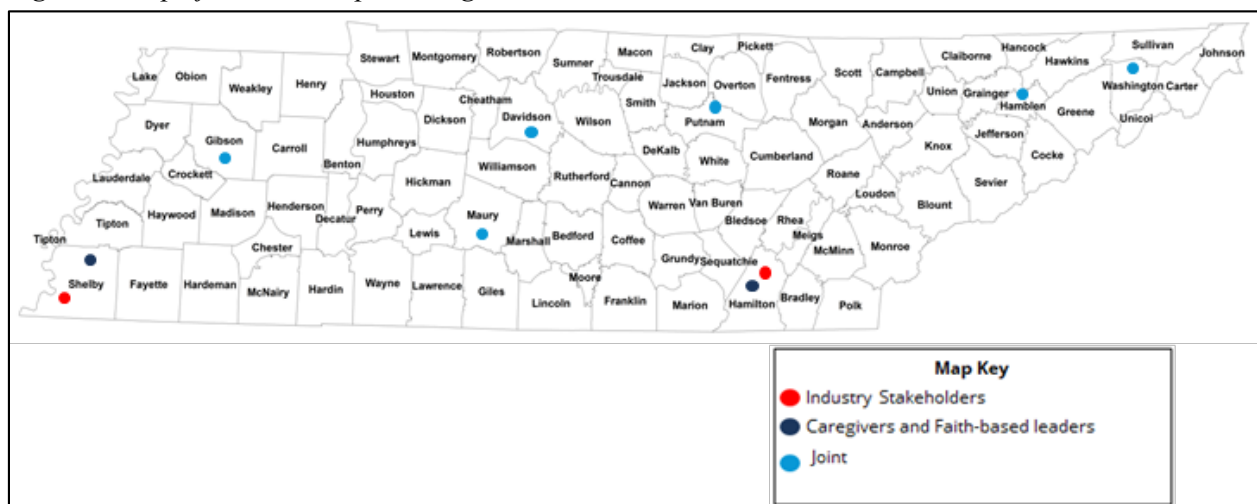 Stewart
Montgomery
Robertson
Sumner
Macon
Clay
Pickett
Claiborne
Hancock
Hawkins
Sullivan
Johnson
Lake
Obion
Weakley
Henry
Houston
Cheatham
Trousdale
Jackson
Overton
Fentress
Scott
Campbell
Union
Grainger
Hamblen
Washington
Carter
Dyer
Gibson
Carroll
Benton
Humphreys
Dickson
Davidson
Wilson
Smith
Putnam
Morgan
Anderson
Knox
Jefferson
Greene
Unicoi
Cocke
Lauderdale
Crockett
Williamson
Rutherford
Cannon
DeKalb
White
Cumberland
Roane
Loudon
Blount
Sevier
Tipton
Haywood
Madison
Henderson
Decatur
Perry
Hickman
Maury
Warren
Van Buren
Bledsoe
Rhea
Meigs
McMinn
Monroe
Tipton
Chester
Lewis
Marshall
Bedford
Coffee
Grundy
Sequatchie
Shelby
Fayette
Hardeman
McNairy
Hardin
Wayne
Lawrence
Giles
Moore
Lincoln
Franklin
Marion
Hamilton
Bradley
Polk
Map Key
Industry Stakeholders
Caregivers and Faith-based leaders
Joint